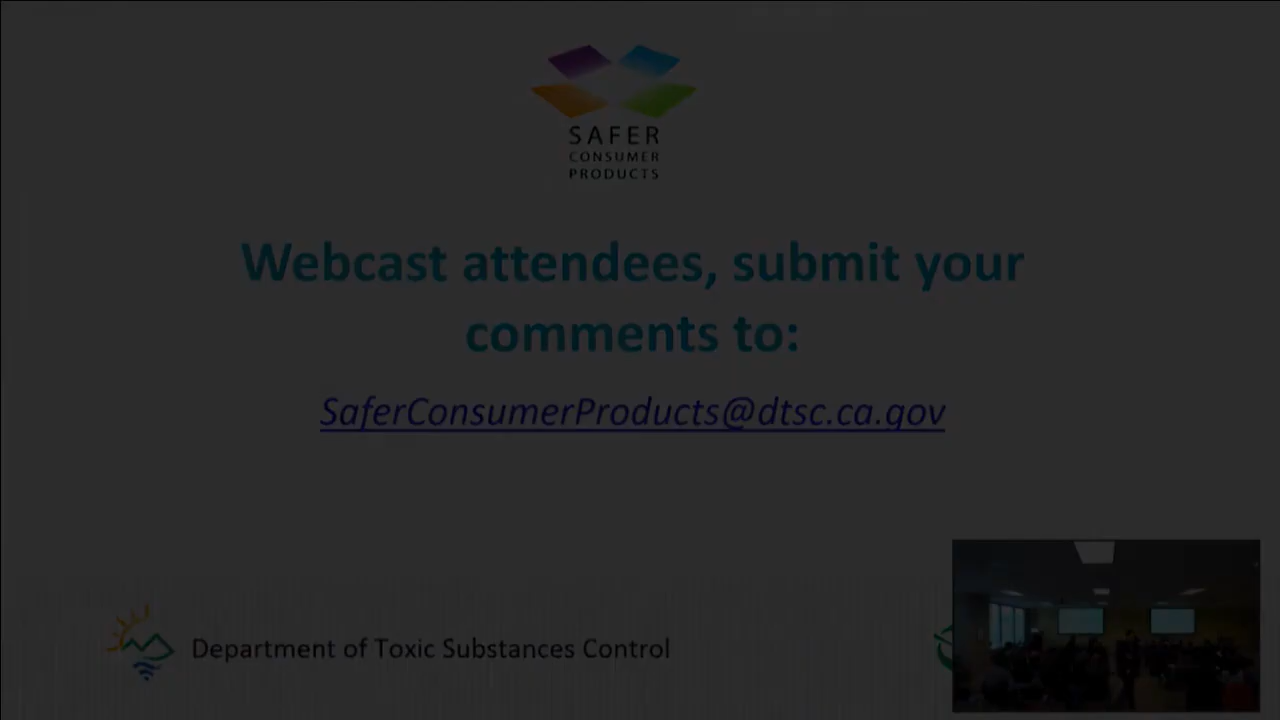 SAFER
CONSUMER
PRODUCTS
Webcast attendees, submit your
comments to:
SaferConsumerProducts@dtsc.ca.gov
Department of Toxic Substances Control